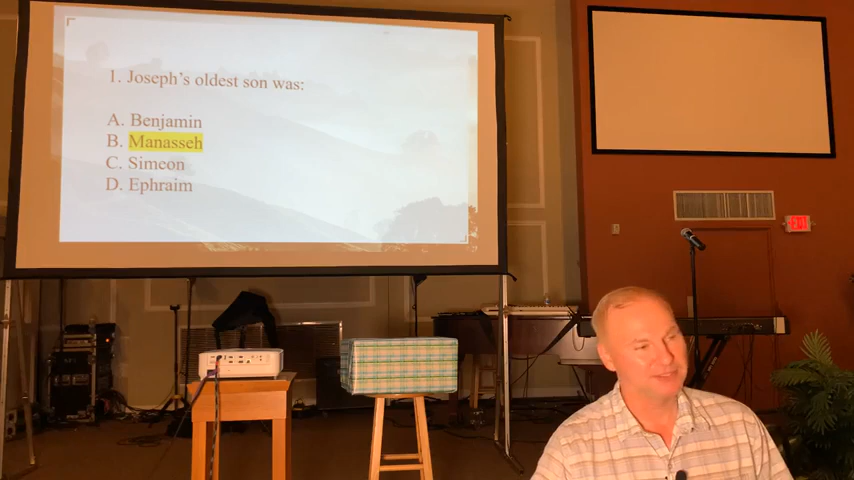 1. Joseph's oldest son was:
A. Benjamin
B. Manasseh
C. Simeon
D. Ephraim